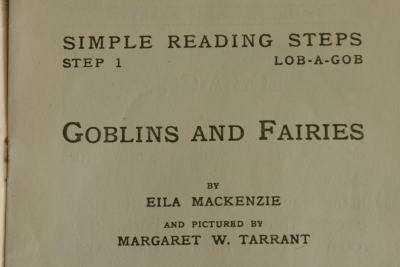 SIMPLE READING STEPS
STEP 1 LOB-A-GOB
GOBLINS AND FAIRIES
BY
EILA MACKENZIE
AND PICTURED BY
MARGARET W. TARRANT